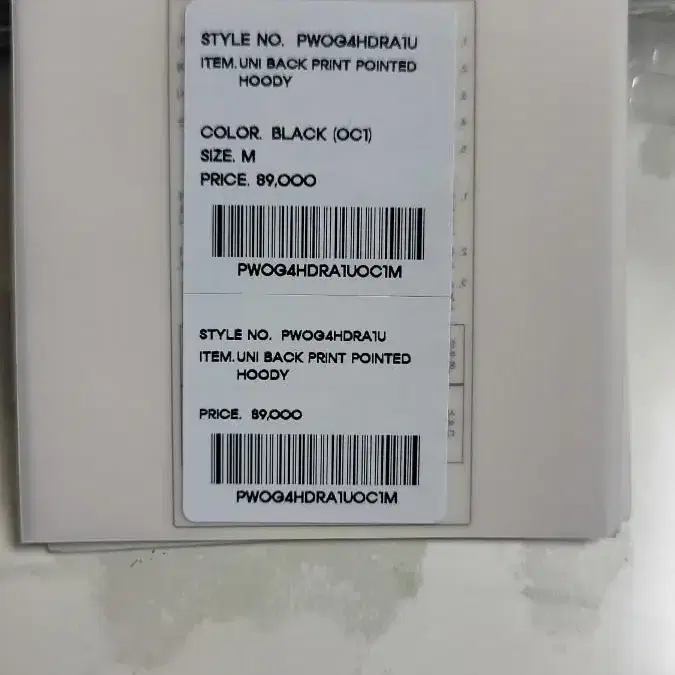 STYLE NO. PWOG4HDRA1U
ITEM. UNI BACK PRINT POINTED
HOODY
COLOR. BLACK (OC1)
SIZE. M
PRICE. 89,000
PWOG4HDRA1UOC1M
STYLE NO. PWOG4HDRA1U
ITEM. UNI BACK PRINT POINTED
HOODY
PRICE. 89,000
PWOG4HDRA1UOC1M